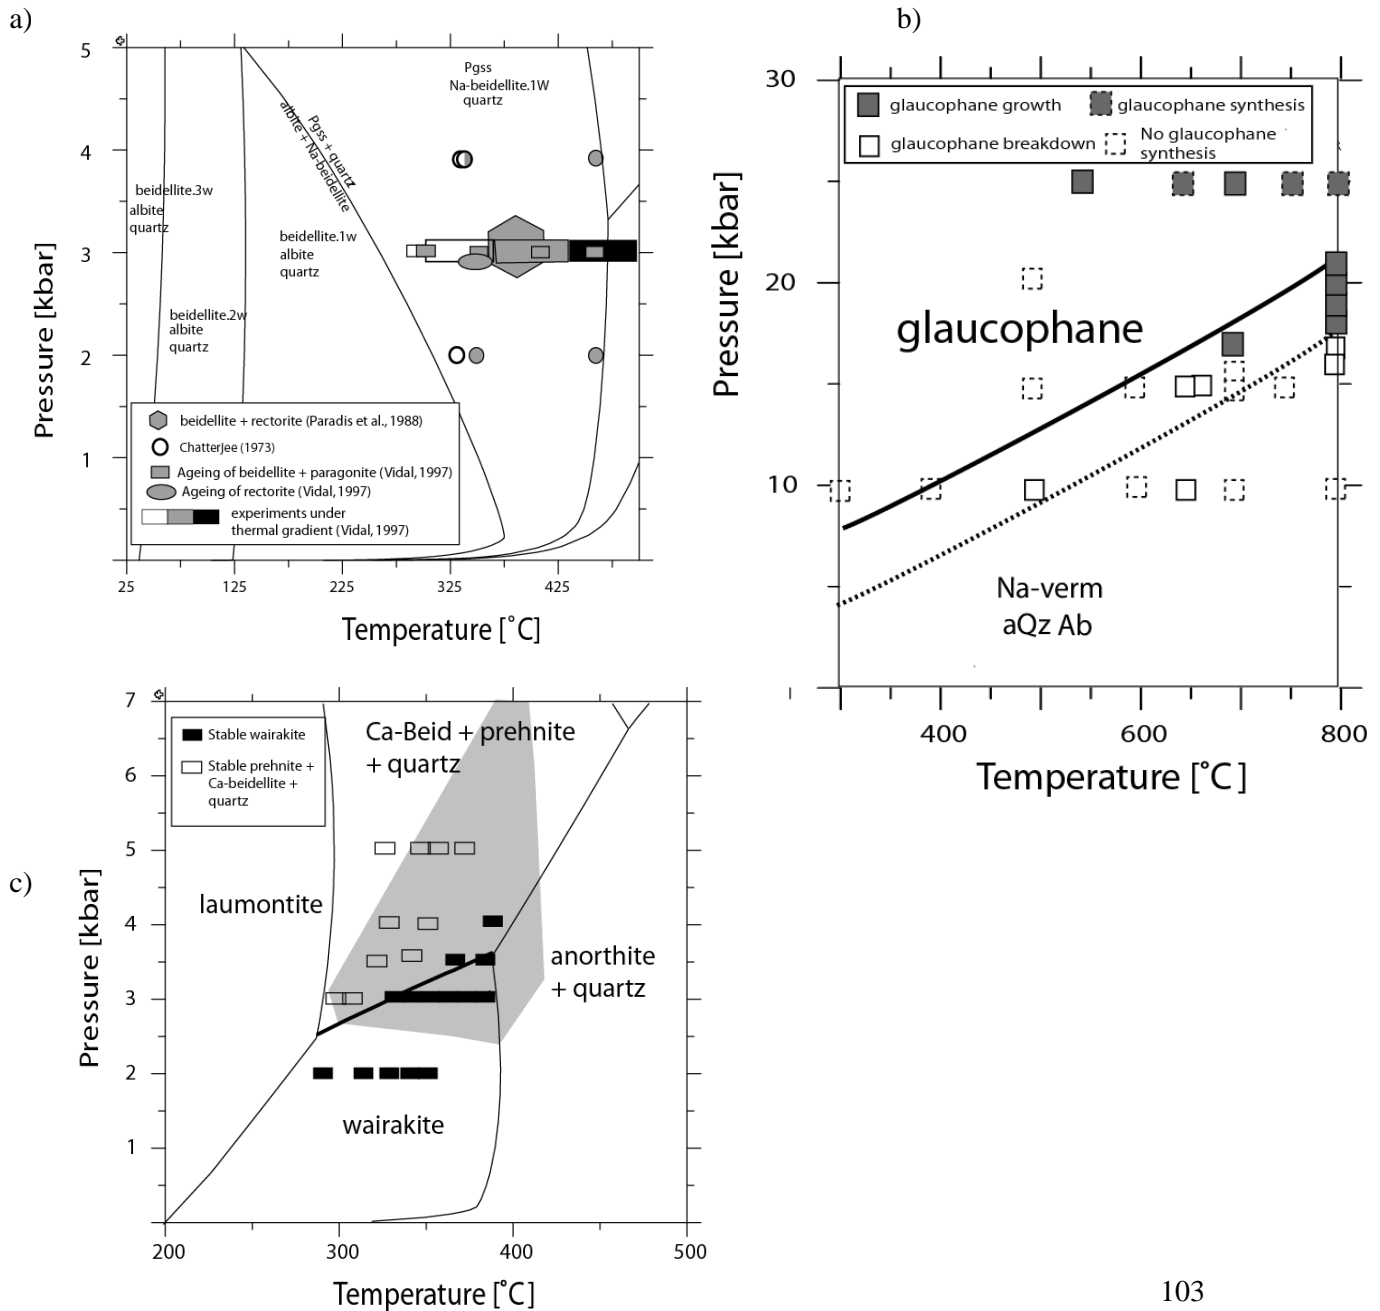 a)
b)
5
4
3
2
1
Pressure [kbar]
Pgss
Na-beidellite.1W
quartz
Pgss + quartz
albite + Na-beidellite
beidellite.3w
albite
quartz
beidellite.1w
albite
quartz
beidellite.2w
albite
quartz
beidellite + rectorite (Paradis et al., 1988)
Chatterjee (1973)
Ageing of beidellite + paragonite (Vidal, 1997)
Ageing of rectorite (Vidal, 1997)
experiments under
thermal gradient (Vidal, 1997)
25 125 225 325 425
Temperature [°C]
30
20
10
Pressure [kbar]
glaucophane growth
glaucophane synthesis
glaucophane breakdown
No glaucophane
synthesis
glaucophane
Na-verm
aQz Ab
400 600 800
Temperature [°C]
c)
7
6
5
4
3
2
1
Pressure [kbar]
Stable wairakite
Stable prehnite +
Ca-beidellite +
quartz
Ca-Beid + prehnite
+ quartz
laumontite
anorthite
+ quartz
wairakite
200 300 400 500
Temperature [°C]
103